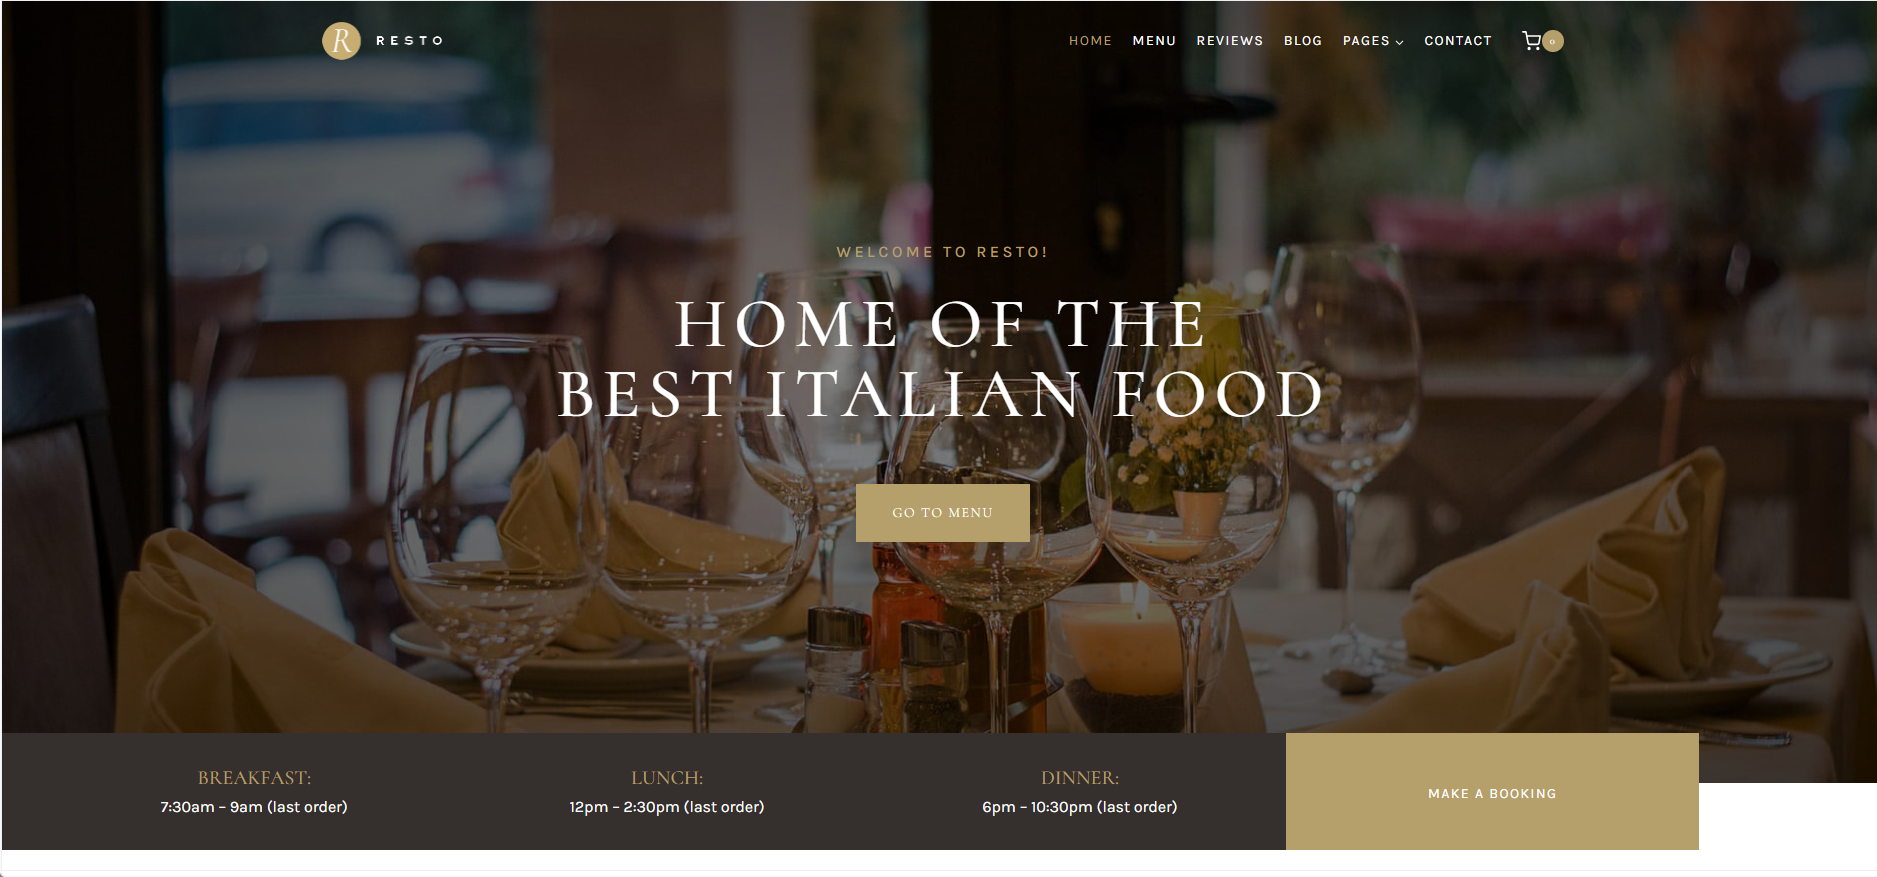 R RESTO
HOME MENU REVIEWS BLOG PAGES CONTACT 0
WELCOME TO RESTO!
HOME OF THE
BEST ITALIAN FOOD
GO TO MENU
BREAKFAST:
7:30am – 9am (last order)
LUNCH:
12pm – 2:30pm (last order)
DINNER:
6pm – 10:30pm (last order)
MAKE A BOOKING